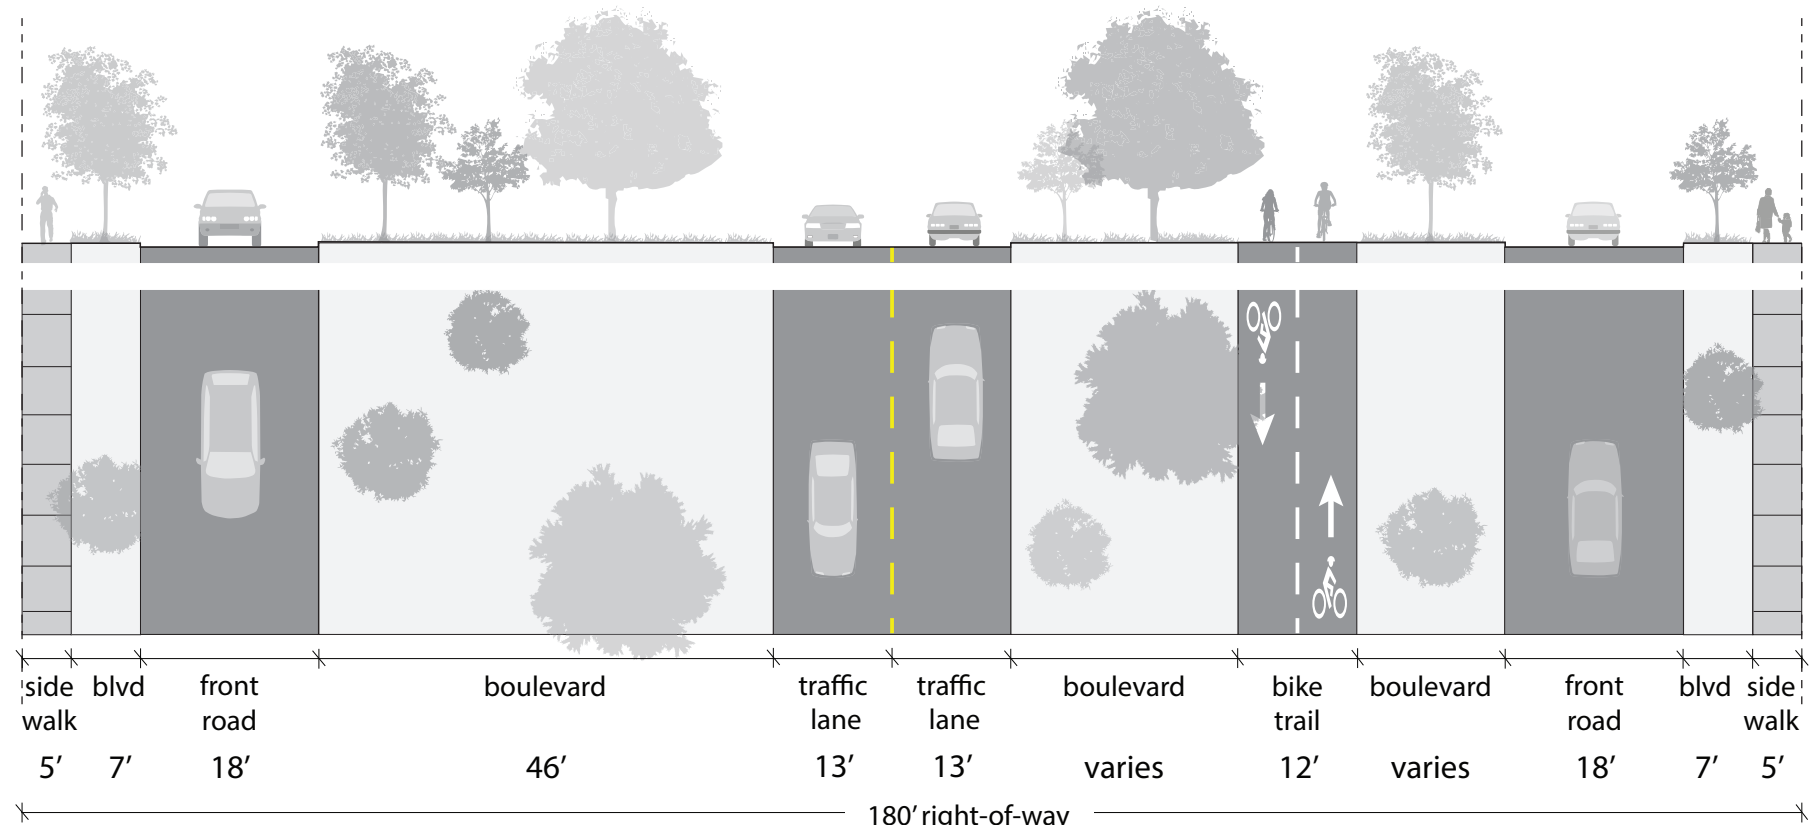 side blvd front boulevard traffic traffic boulevard bike boulevard front blvd side
walk road lane lane trail road walk
5’ 7’ 18’ 46’ 13’ 13’ varies 12’ varies 18’ 7’ 5’
180’ right-of-way